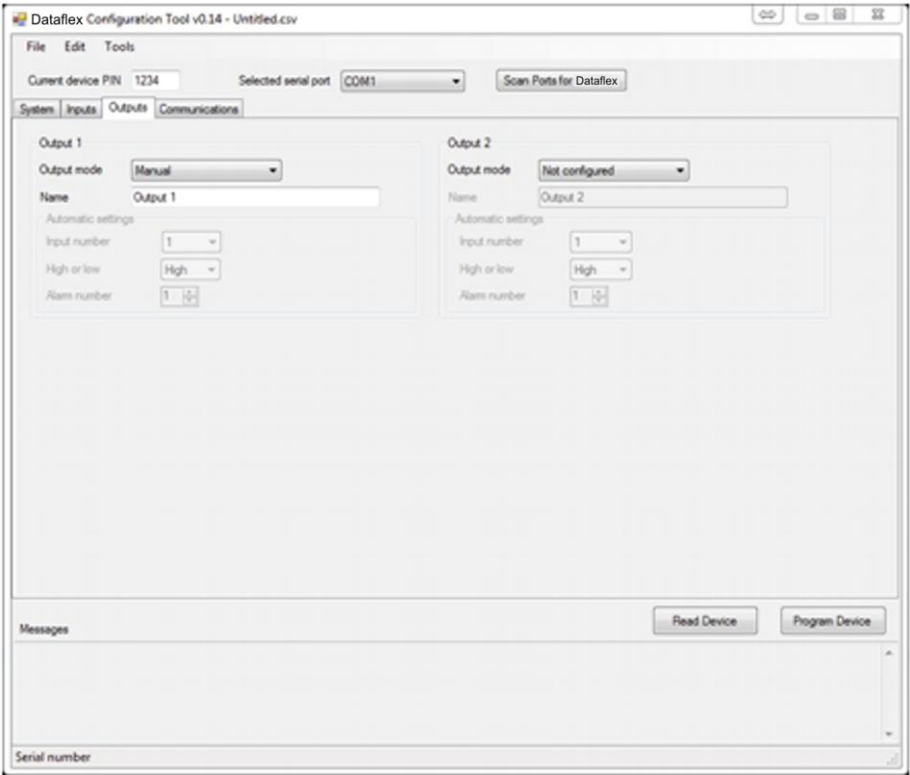 Dataflex Configuration Tool v0.14 - Untitled.csv
File Edit Tools
Current device PIN 1234 Selected serial port COM1 Scan Ports for Dataflex
System Inputs Outputs Communications
Output 1
Output mode Manual
Name Output 1
Automatic settings
Input number 1
High or low High
Alarm number 1
Output 2
Output mode Not configured
Name Output 2
Automatic settings
Input number 1
High or low High
Alarm number 1
Messages Read Device Program Device
Serial number